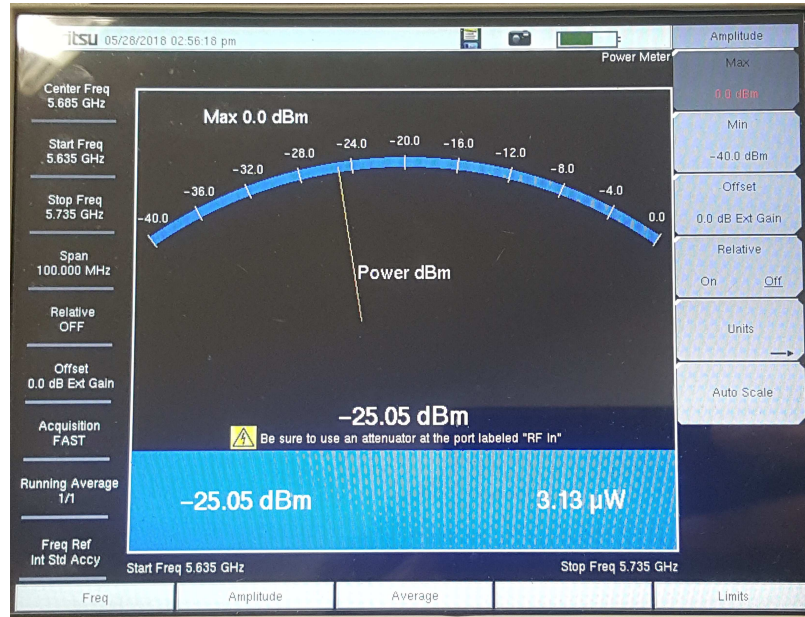 ritsu 05/28/2018 02:56:18 pm
Power Meter
Center Freq
5.685 GHz
Start Freq
5.635 GHz
Stop Freq
5.735 GHz
Span
100.000 MHz
Relative
OFF
Offset
0.0 dB Ext Gain
Acquisition
FAST
Running Average
1/1
Freq Ref
Int Std Accy
Max 0.0 dBm
-40.0 -36.0 -32.0 -28.0 -24.0 -20.0 -16.0 -12.0 -8.0 -4.0 0.0
Power dBm
-25.05 dBm
Be sure to use an attenuator at the port labeled "RF In"
-25.05 dBm 3.13 µW
Start Freq 5.635 GHz Stop Freq 5.735 GHz
Amplitude
Max
0.0 dBm
Min
-40.0 dBm
Offset
0.0 dB Ext Gain
Relative
On Off
Units
Auto Scale
Freq Amplitude Average Limits